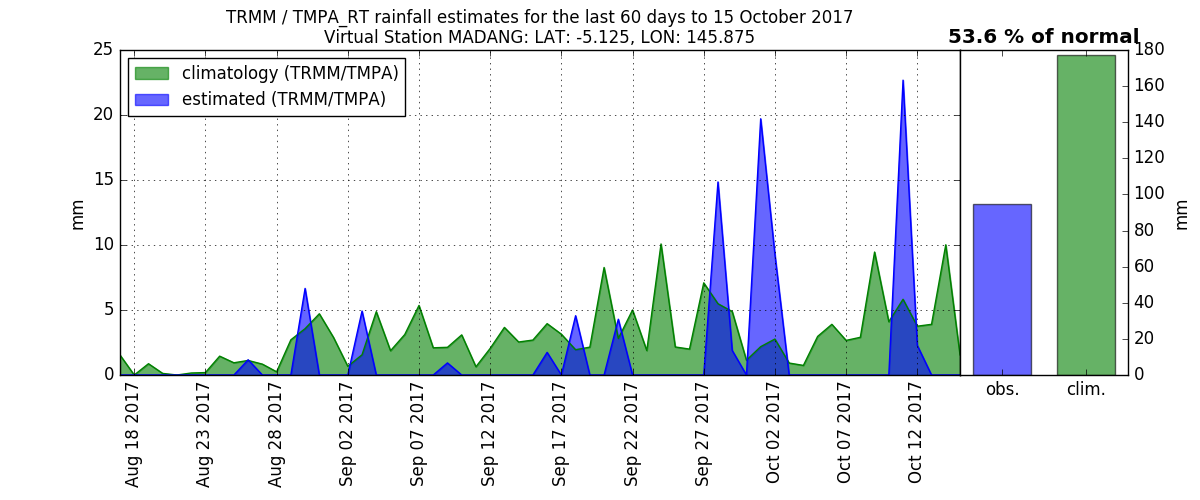 TRMM / TMPA_RT rainfall estimates for the last 60 days to 15 October 2017
Virtual Station MADANG: LAT: -5.125, LON: 145.875
53.6 % of normal
climatology (TRMM/TMPA)
estimated (TRMM/TMPA)
25
20
15
10
5
0
mm
Aug 18 2017
Aug 23 2017
Aug 28 2017
Sep 02 2017
Sep 07 2017
Sep 12 2017
Sep 17 2017
Sep 22 2017
Sep 27 2017
Oct 02 2017
Oct 07 2017
Oct 12 2017
obs.
clim.
180
160
140
120
100
80
60
40
20
0
mm